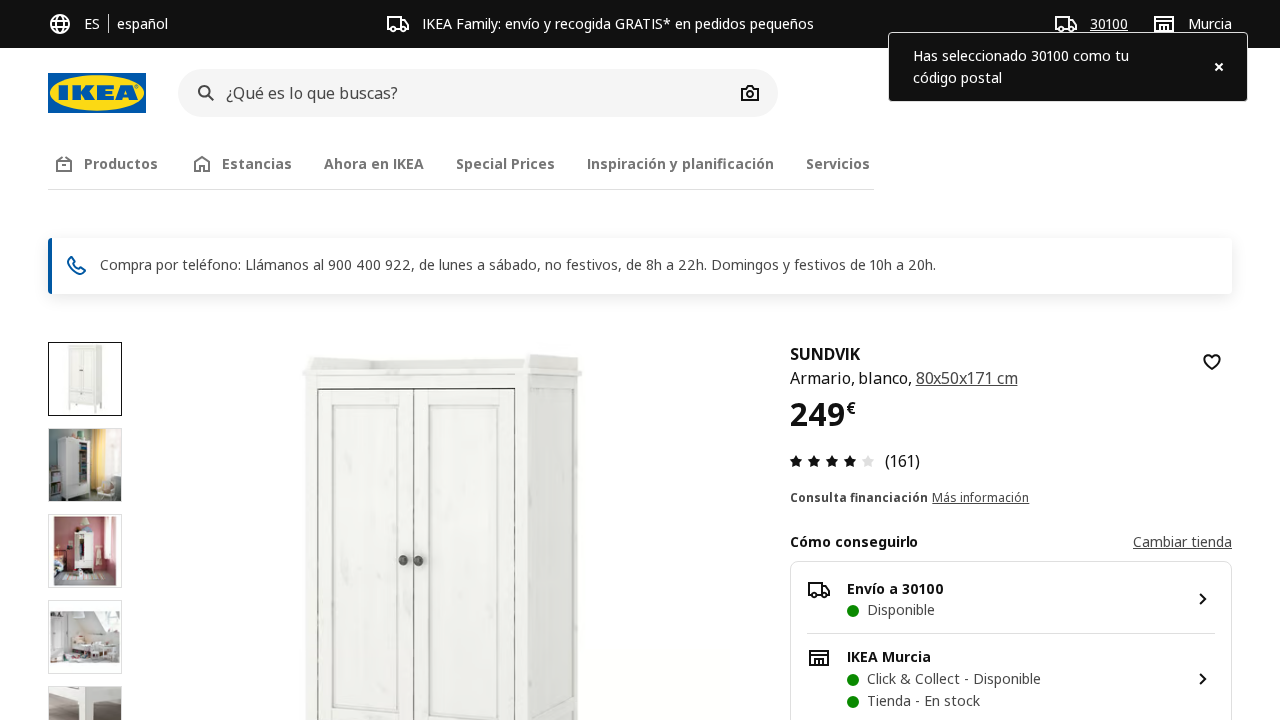 ES español
IKEA Family: envío y recogida GRATIS* en pedidos pequeños
30100
Murcia
Has seleccionado 30100 como tu
código postal
IKEA
¿Qué es lo que buscas?
Productos
Estancias
Ahora en IKEA
Special Prices
Inspiración y planificación
Servicios
Compra por teléfono: Llámanos al 900 400 922, de lunes a sábado, no festivos, de 8h a 22h. Domingos y festivos de 10h a 20h.
SUNDVIK
Armario, blanco, 80x50x171 cm
249€
(161)
Consulta financiación Más información
Cómo conseguirlo
Cambiar tienda
Envío a 30100
Disponible
IKEA Murcia
Click & Collect - Disponible
Tienda - En stock